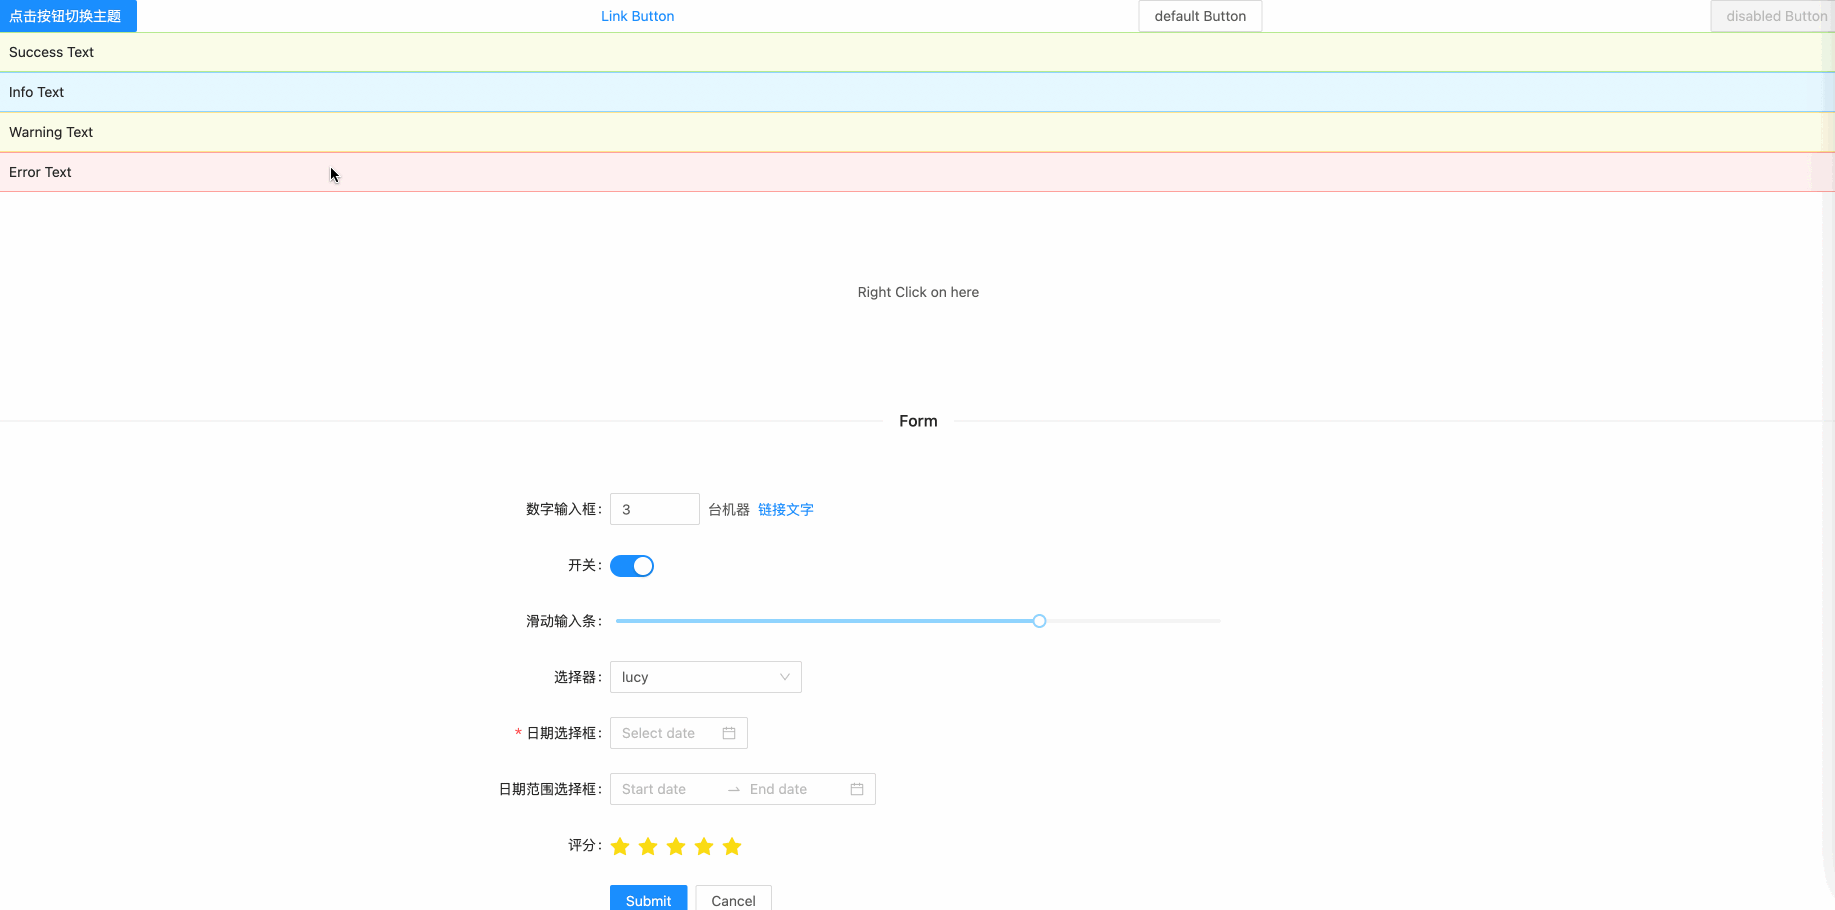 点击按钮切换主题 Link Button default Button disabled Button
Success Text
Info Text
Warning Text
Error Text
Right Click on here
Form
数字输入框: 3 台机器 链接文字
开关:
滑动输入条:
选择器: lucy
* 日期选择框: Select date
日期范围选择框: Start date → End date
评分:
Submit Cancel